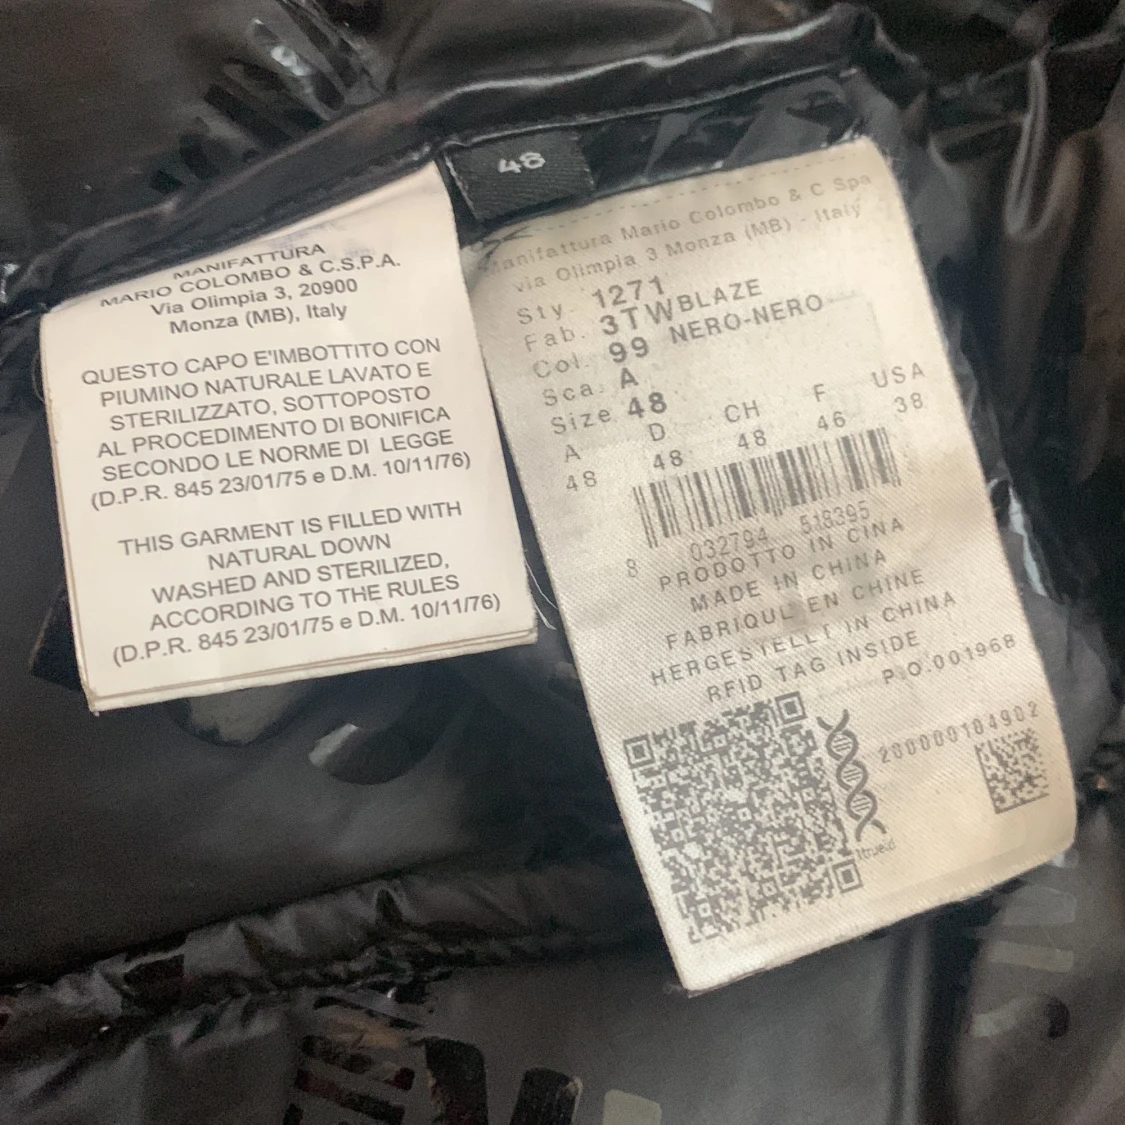 48
MANIFATTURA
MARIO COLOMBO & C.S.P.A.
Via Olimpia 3, 20900
Monza (MB), Italy
QUESTO CAPO E'IMBOTTITO CON
PIUMINO NATURALE LAVATO E
STERILIZZATO, SOTTOPOSTO
AL PROCEDIMENTO DI BONIFICA
SECONDO LE NORME DI LEGGE
(D.P.R. 845 23/01/75 e D.M. 10/11/76)
THIS GARMENT IS FILLED WITH
NATURAL DOWN
WASHED AND STERILIZED,
ACCORDING TO THE RULES
(D.P.R. 845 23/01/75 e D.M. 10/11/76)
Manifattura Mario Colombo & C Spa
via Olimpia 3 Monza (MB) - Italy
Sty. 1271
Fab. 3TWBLAZE
Col. 99 NERO-NERO
Sca. A
Size 48
A D CH F USA
48 48 48 46 38
8 032794 518395
PRODOTTO IN CINA
MADE IN CHINA
FABRIQUÉ EN CHINE
HERGESTELLT IN CHINA
RFID TAG INSIDE
P.O.001968
200000104902
1trueid